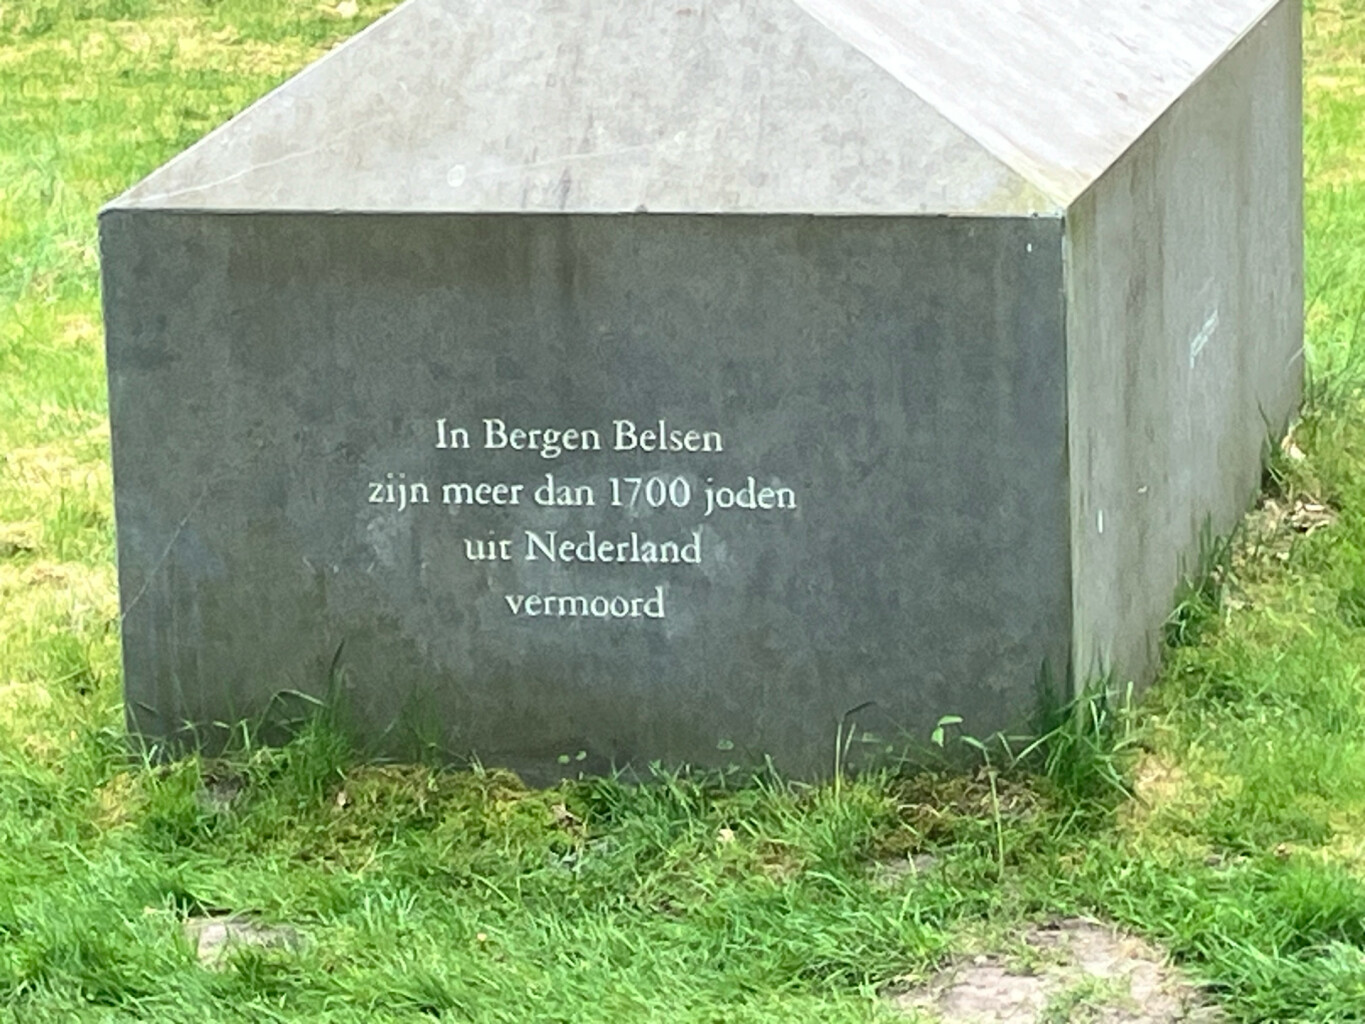 In Bergen Belsen
zijn meer dan 1700 joden
uit Nederland
vermoord